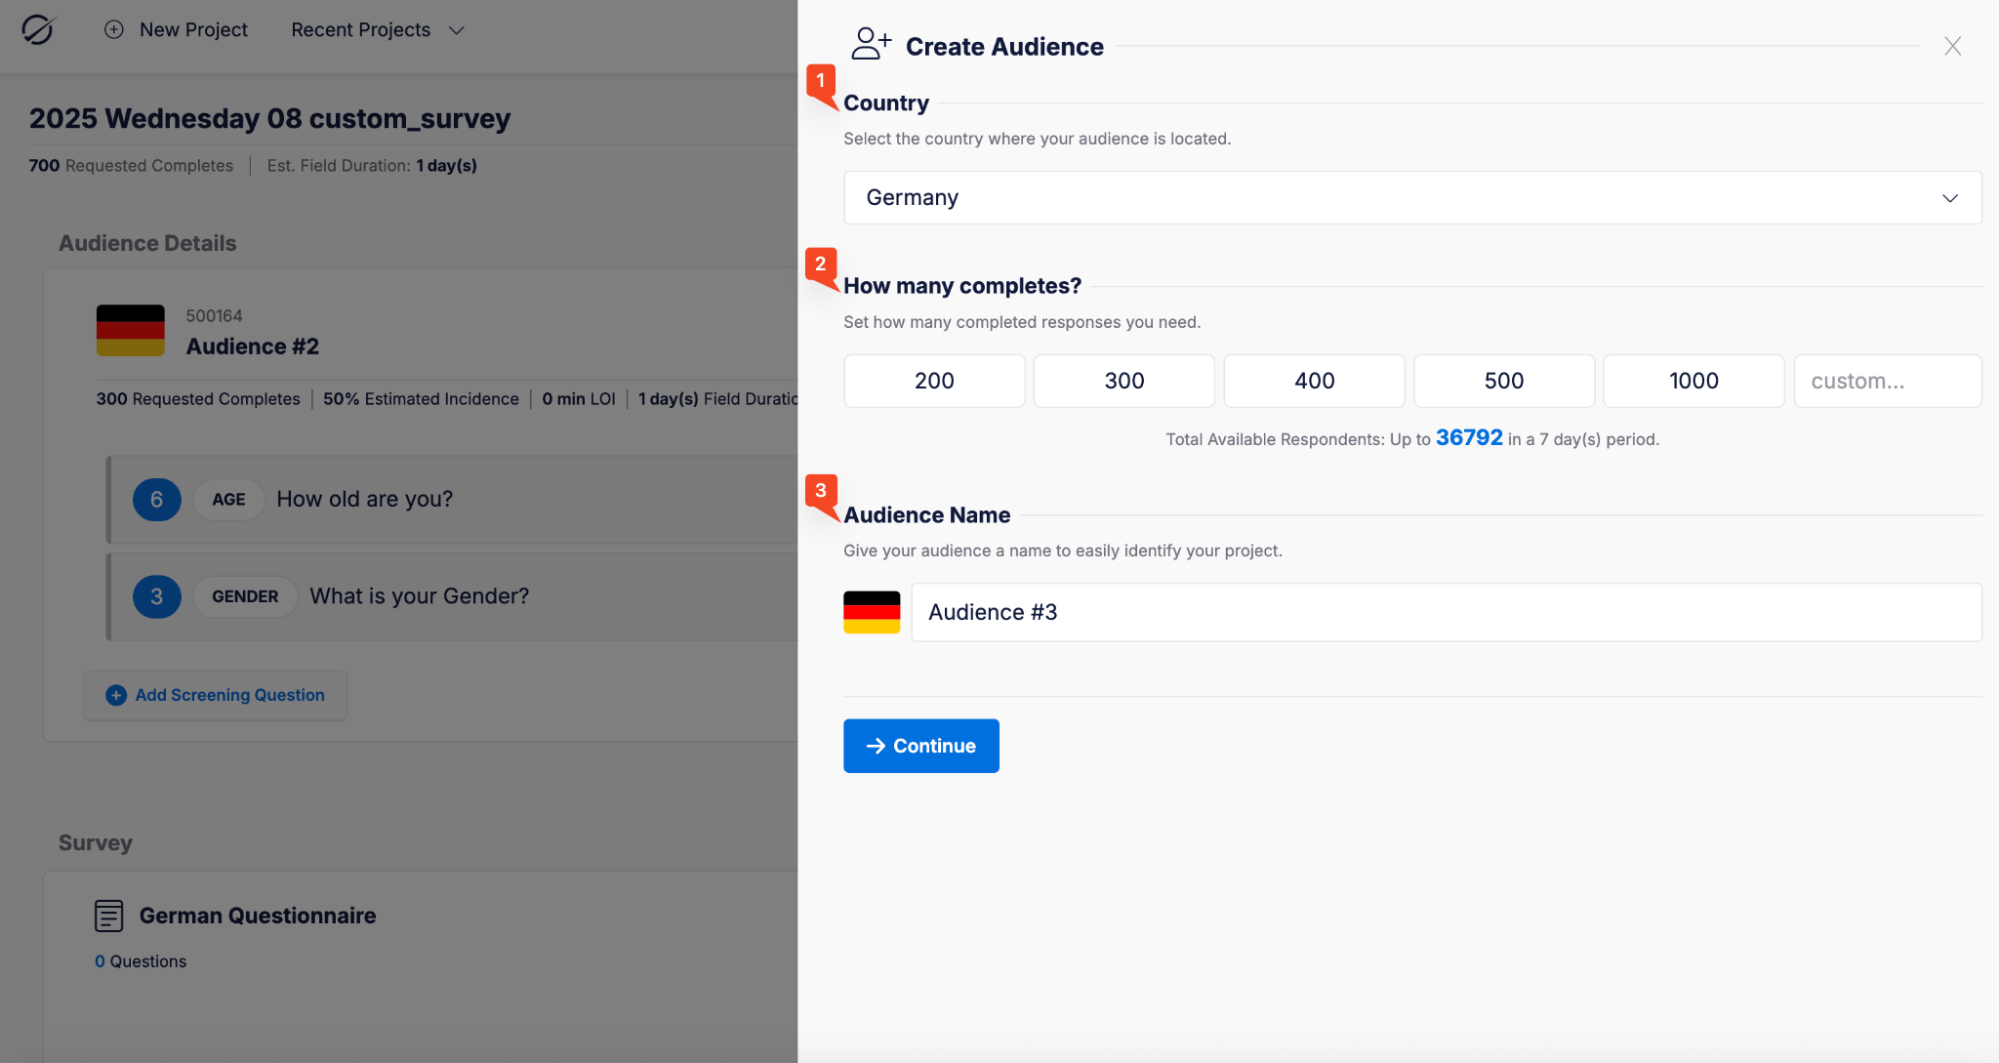 New Project
Recent Projects
2025 Wednesday 08 custom_survey
700 Requested Completes | Est. Field Duration: 1 day(s)
Audience Details
500164
Audience #2
300 Requested Completes | 50% Estimated Incidence | 0 min LOI | 1 day(s) Field Duratio
6 AGE How old are you?
3 GENDER What is your Gender?
Add Screening Question
Survey
German Questionnaire
0 Questions
Create Audience
1
Country
Select the country where your audience is located.
Germany
2
How many completes?
Set how many completed responses you need.
200 300 400 500 1000 custom...
Total Available Respondents: Up to 36792 in a 7 day(s) period.
3
Audience Name
Give your audience a name to easily identify your project.
Audience #3
Continue